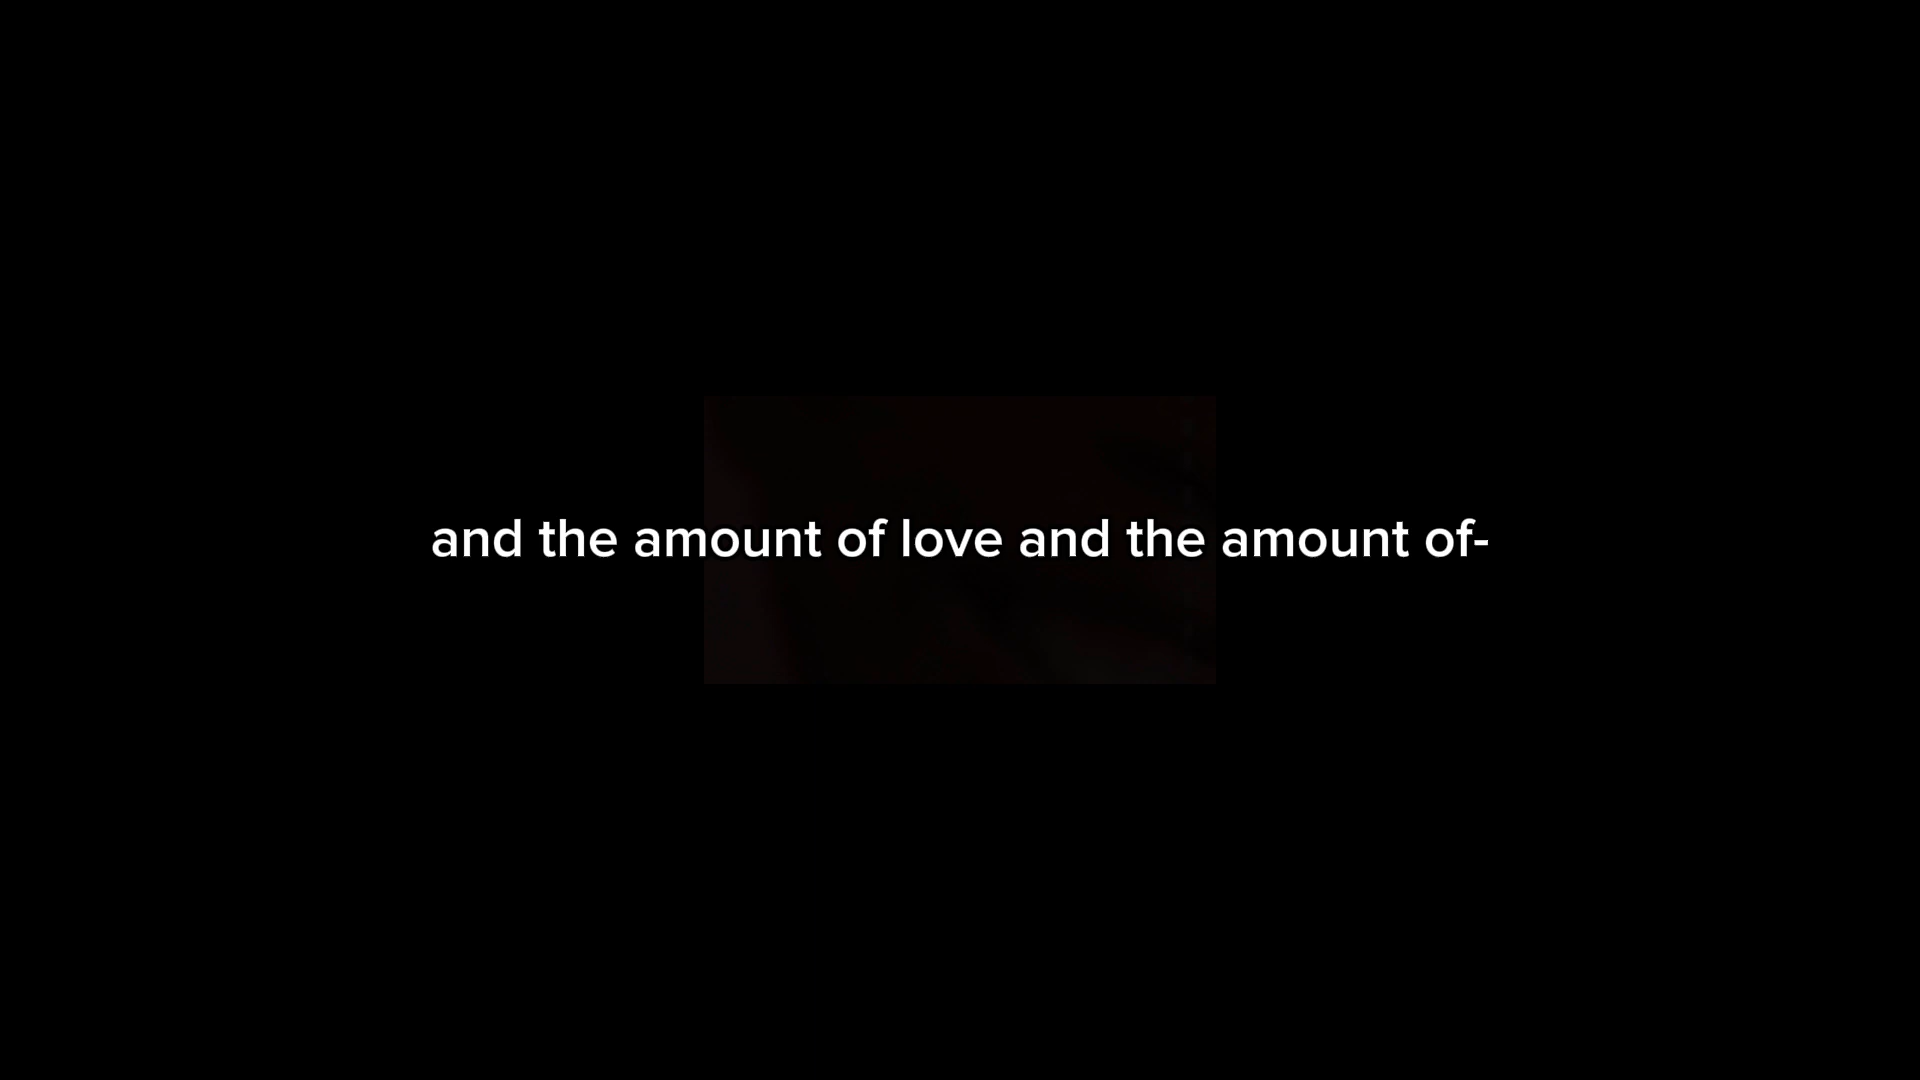 and the amount of love and the amount of-